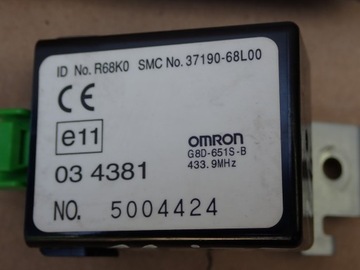 ID No. R68K0 SMC No. 37190-68L00
CE
e11
OMRON
G8D-651S-B
433.9MHz
03 4381
NO. 5004424